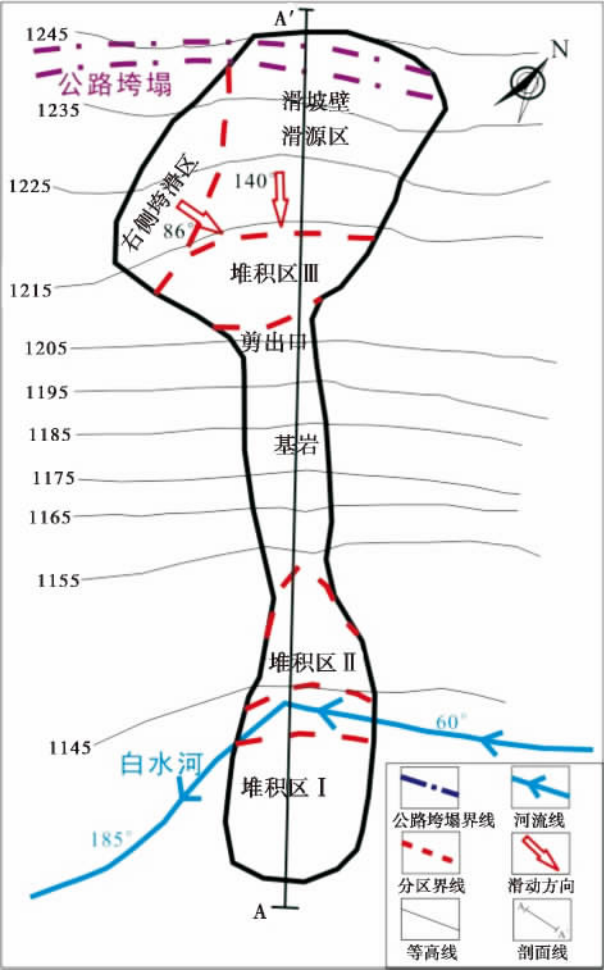 A′
1245
N
公路垮塌
滑坡壁
1235
滑源区
右侧垮滑区
140°
1225
86°
堆积区Ⅲ
1215
剪出口
1205
1195
1185
基岩
1175
1165
1155
堆积区Ⅱ
60°
1145
白水河
堆积区Ⅰ
185°
A
公路垮塌界线
河流线
分区界线
滑动方向
A
A′
等高线
剖面线